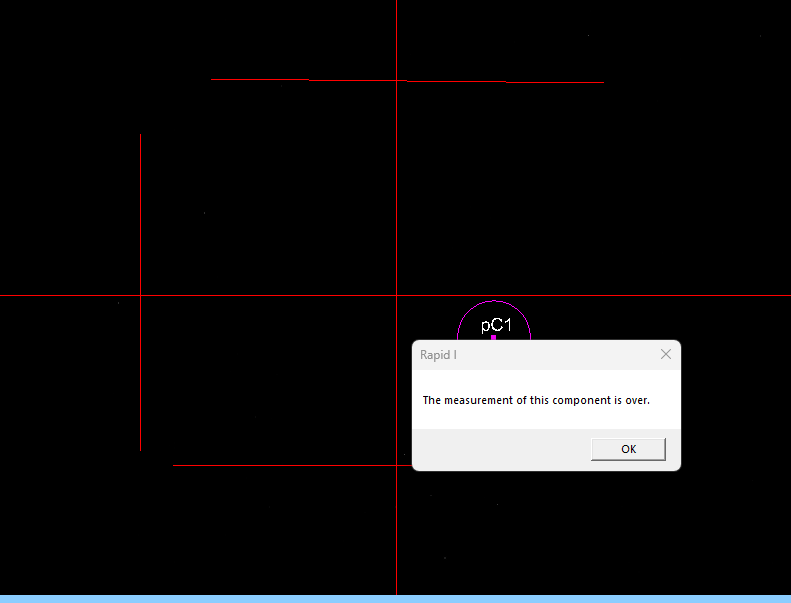 pC1
Rapid I
The measurement of this component is over.
OK